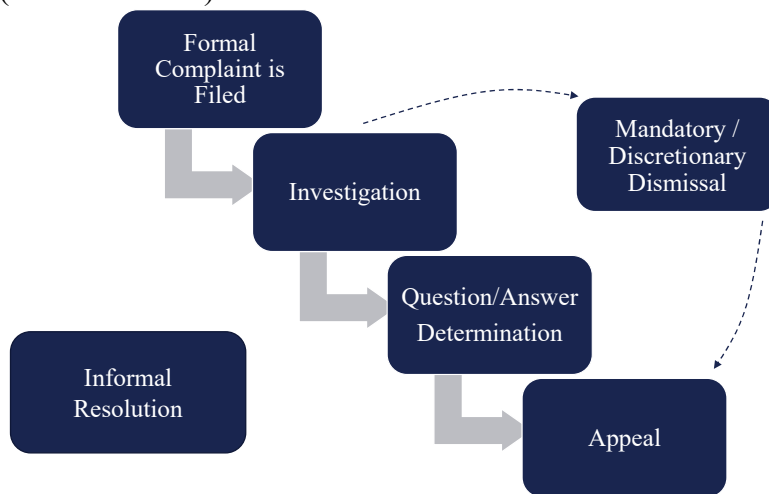 Formal
Complaint is
Filed
Mandatory /
Discretionary
Dismissal
Investigation
Question/Answer
Determination
Informal
Resolution
Appeal